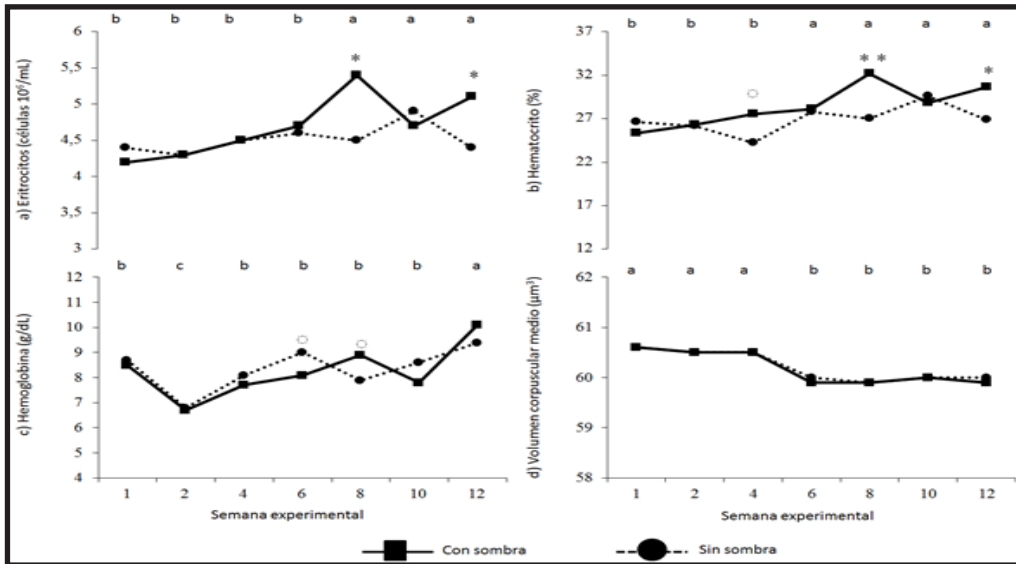 b b b b a a a
6
5,5
5
4,5
4
3,5
3
a) Eritrocitos (células 10⁶/mL)
*
*
b b b a a a a
37
32
27
22
17
12
b) Hematocrito (%)
* *
*
b c b b b b a
12
11
10
9
8
7
6
5
4
c) Hemoglobina (g/dL)
1 2 4 6 8 10 12
Semana experimental
a a a b b b b
62
61
60
59
58
d) Volumen corpuscular medio (µm³)
1 2 4 6 8 10 12
Semana experimental
Con sombra
Sin sombra